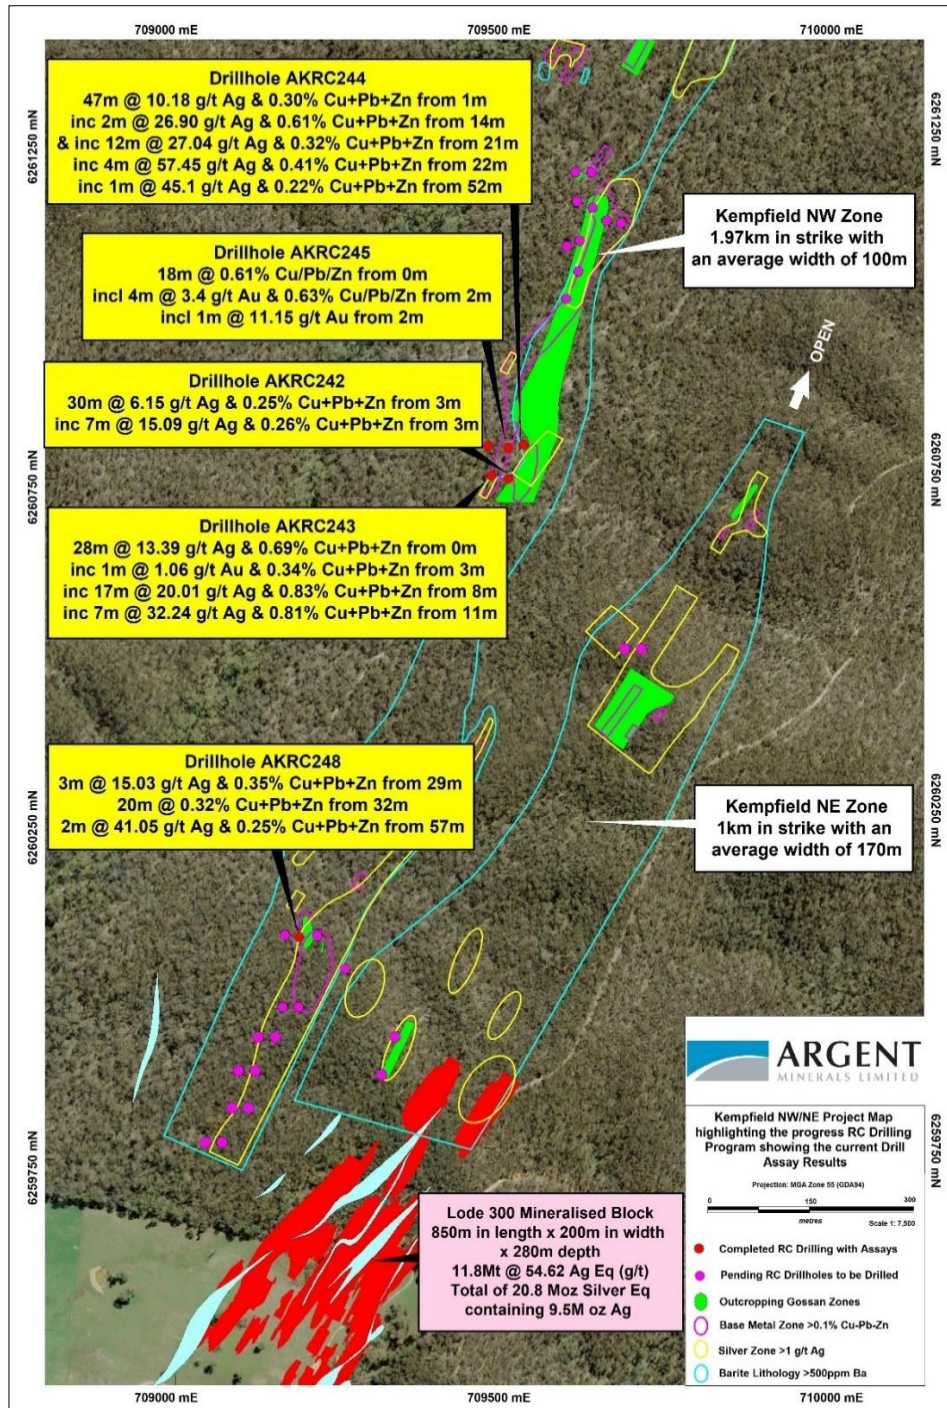 709000 mE
709500 mE
710000 mE
6261250 mN
6261250 mN
Drillhole AKRC244
47m @ 10.18 g/t Ag & 0.30% Cu+Pb+Zn from 1m
inc 2m @ 26.90 g/t Ag & 0.61% Cu+Pb+Zn from 14m
& inc 12m @ 27.04 g/t Ag & 0.32% Cu+Pb+Zn from 21m
inc 4m @ 57.45 g/t Ag & 0.41% Cu+Pb+Zn from 22m
inc 1m @ 45.1 g/t Ag & 0.22% Cu+Pb+Zn from 52m
Kempfield NW Zone
1.97km in strike with
an average width of 100m
Drillhole AKRC245
18m @ 0.61% Cu/Pb/Zn from 0m
incl 4m @ 3.4 g/t Au & 0.63% Cu/Pb/Zn from 2m
incl 1m @ 11.15 g/t Au from 2m
OPEN
Drillhole AKRC242
30m @ 6.15 g/t Ag & 0.25% Cu+Pb+Zn from 3m
inc 7m @ 15.09 g/t Ag & 0.26% Cu+Pb+Zn from 3m
6260750 mN
6260750 mN
Drillhole AKRC243
28m @ 13.39 g/t Ag & 0.69% Cu+Pb+Zn from 0m
inc 1m @ 1.06 g/t Au & 0.34% Cu+Pb+Zn from 3m
inc 17m @ 20.01 g/t Ag & 0.83% Cu+Pb+Zn from 8m
inc 7m @ 32.24 g/t Ag & 0.81% Cu+Pb+Zn from 11m
Drillhole AKRC248
3m @ 15.03 g/t Ag & 0.35% Cu+Pb+Zn from 29m
20m @ 0.32% Cu+Pb+Zn from 32m
2m @ 41.05 g/t Ag & 0.25% Cu+Pb+Zn from 57m
6260250 mN
6260250 mN
Kempfield NE Zone
1km in strike with an
average width of 170m
ARGENT
MINERALS LIMITED
Kempfield NW/NE Project Map
highlighting the progress RC Drilling
Program showing the current Drill
Assay Results
Projection: MGA Zone 55 (GDA94)
0 150 300
metres
Scale 1: 7,500
Completed RC Drilling with Assays
Pending RC Drillholes to be Drilled
Outcropping Gossan Zones
Base Metal Zone >0.1% Cu-Pb-Zn
Silver Zone >1 g/t Ag
Barite Lithology >500ppm Ba
6259750 mN
6259750 mN
Lode 300 Mineralised Block
850m in length x 200m in width
x 280m depth
11.8Mt @ 54.62 Ag Eq (g/t)
Total of 20.8 Moz Silver Eq
containing 9.5M oz Ag
709000 mE
709500 mE
710000 mE